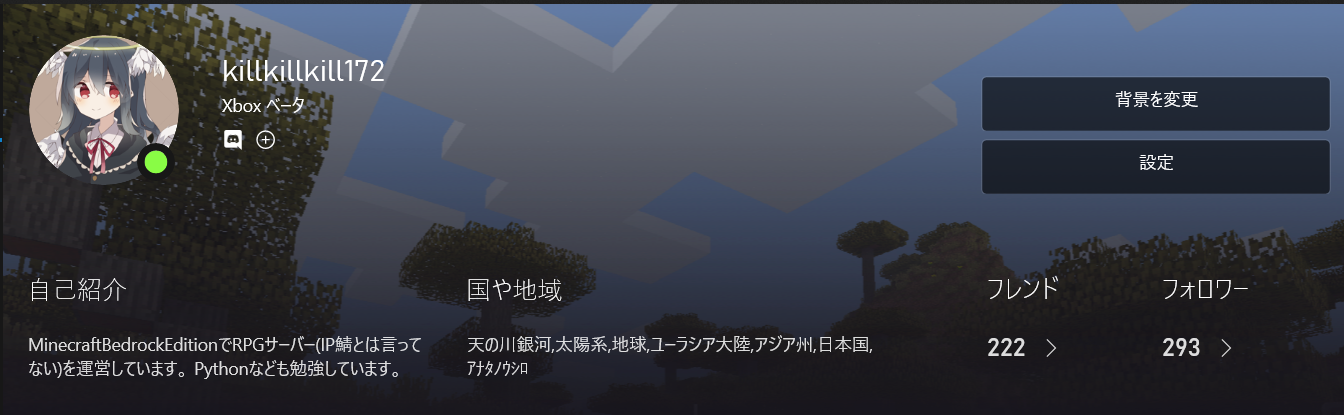 killkillkill172
Xbox ベータ
背景を変更
設定
自己紹介
国や地域
フレンド
フォロワー
MinecraftBedrockEditionでRPGサーバー(IP鯖とは言って
ない)を運営しています。Pythonなども勉強しています。
天の川銀河,太陽系,地球,ユーラシア大陸,アジア州,日本国,
ｱﾅﾀﾉｳｼﾛ
222
293